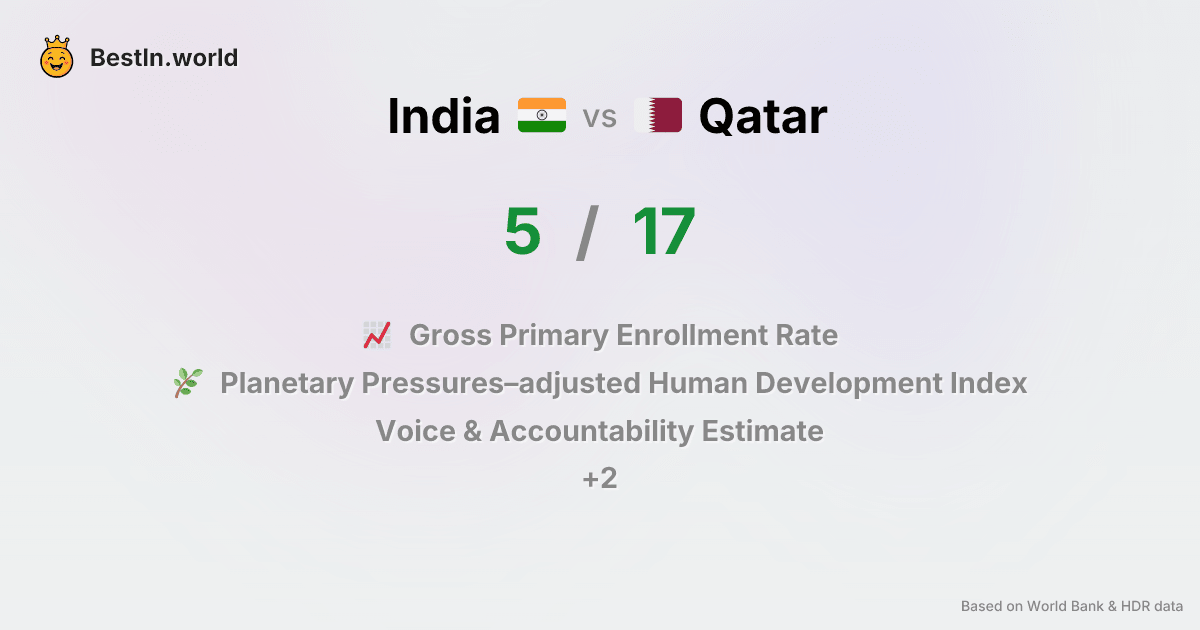 BestIn.world
India vs Qatar
5 / 17
Gross Primary Enrollment Rate
Planetary Pressures–adjusted Human Development Index
Voice & Accountability Estimate
+2
Based on World Bank & HDR data